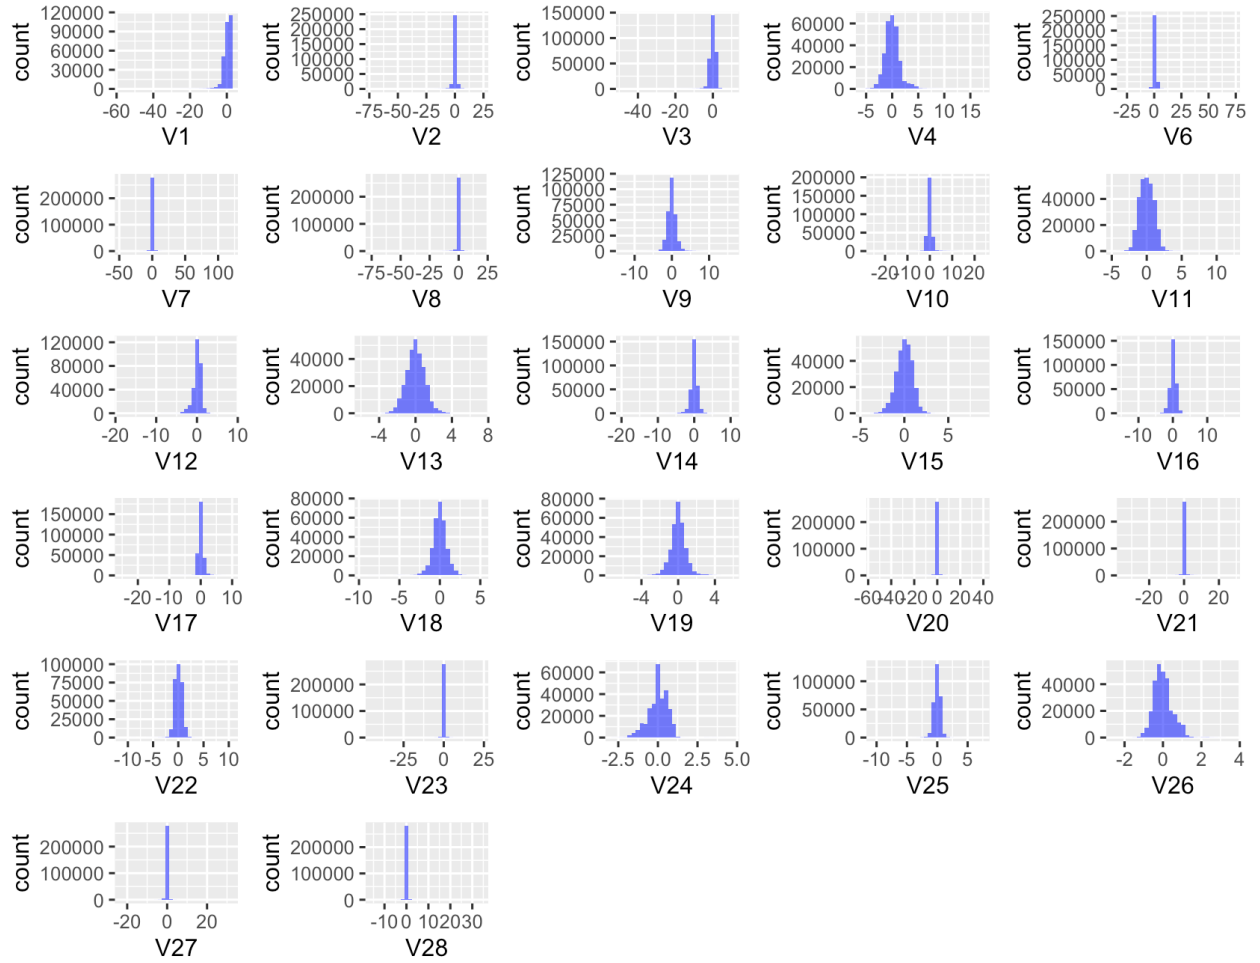 count
120000
90000
60000
30000
0
-60 -40 -20 0
V1
count
250000
200000
150000
100000
50000
0
-75 -50 -25 0 25
V2
count
150000
100000
50000
0
-40 -20 0
V3
count
60000
40000
20000
0
-5 0 5 10 15
V4
count
250000
200000
150000
100000
50000
0
-25 0 25 50 75
V6
count
200000
100000
0
-50 0 50 100
V7
count
200000
100000
0
-75 -50 -25 0 25
V8
count
125000
100000
75000
50000
25000
0
-10 0 10
V9
count
200000
150000
100000
50000
0
-20 -10 0 10 20
V10
count
40000
20000
0
-5 0 5 10
V11
count
120000
80000
40000
0
-20 -10 0 10
V12
count
40000
20000
0
-4 0 4 8
V13
count
150000
100000
50000
0
-20 -10 0 10
V14
count
40000
20000
0
-5 0 5
V15
count
150000
100000
50000
0
-10 0 10
V16
count
150000
100000
50000
0
-20 -10 0 10
V17
count
80000
60000
40000
20000
0
-10 -5 0 5
V18
count
80000
60000
40000
20000
0
-4 0 4
V19
count
200000
100000
0
-60 -40 -20 0 20 40
V20
count
200000
100000
0
-20 0 20
V21
count
100000
75000
50000
25000
0
-10 -5 0 5 10
V22
count
200000
100000
0
-25 0 25
V23
count
60000
40000
20000
0
-2.5 0.0 2.5 5.0
V24
count
100000
50000
0
-10 -5 0 5
V25
count
40000
20000
0
-2 0 2 4
V26
count
200000
100000
0
-20 0 20
V27
count
200000
100000
0
-10 0 10 20 30
V28